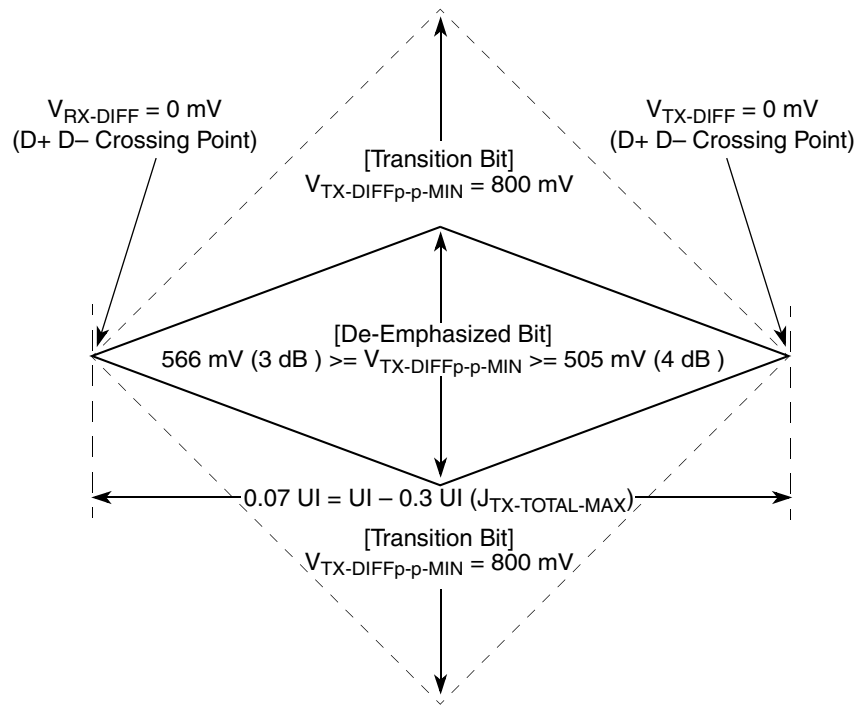 V_RX-DIFF = 0 mV
(D+ D– Crossing Point)
V_TX-DIFF = 0 mV
(D+ D– Crossing Point)
[Transition Bit]
V_TX-DIFFp-p-MIN = 800 mV
[De-Emphasized Bit]
566 mV (3 dB ) >= V_TX-DIFFp-p-MIN >= 505 mV (4 dB )
0.07 UI = UI – 0.3 UI (J_TX-TOTAL-MAX)
[Transition Bit]
V_TX-DIFFp-p-MIN = 800 mV